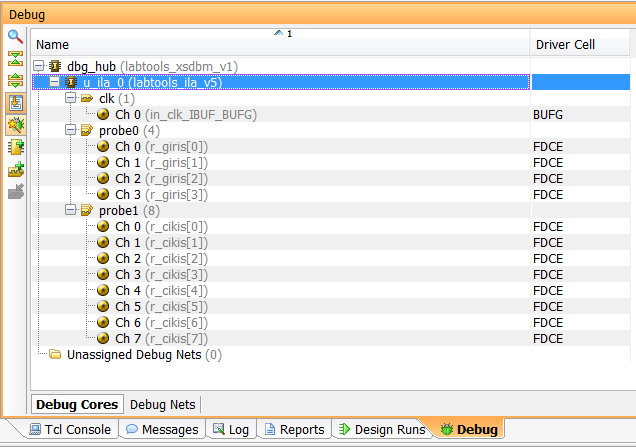 Debug
Name 1 Driver Cell
dbg_hub (labtools_xsdbm_v1)
u_ila_0 (labtools_ila_v5)
clk (1)
Ch 0 (in_clk_IBUF_BUFG) BUFG
probe0 (4)
Ch 0 (r_giris[0]) FDCE
Ch 1 (r_giris[1]) FDCE
Ch 2 (r_giris[2]) FDCE
Ch 3 (r_giris[3]) FDCE
probe1 (8)
Ch 0 (r_cikis[0]) FDCE
Ch 1 (r_cikis[1]) FDCE
Ch 2 (r_cikis[2]) FDCE
Ch 3 (r_cikis[3]) FDCE
Ch 4 (r_cikis[4]) FDCE
Ch 5 (r_cikis[5]) FDCE
Ch 6 (r_cikis[6]) FDCE
Ch 7 (r_cikis[7]) FDCE
Unassigned Debug Nets (0)
Debug Cores Debug Nets
Tcl Console Messages Log Reports Design Runs Debug